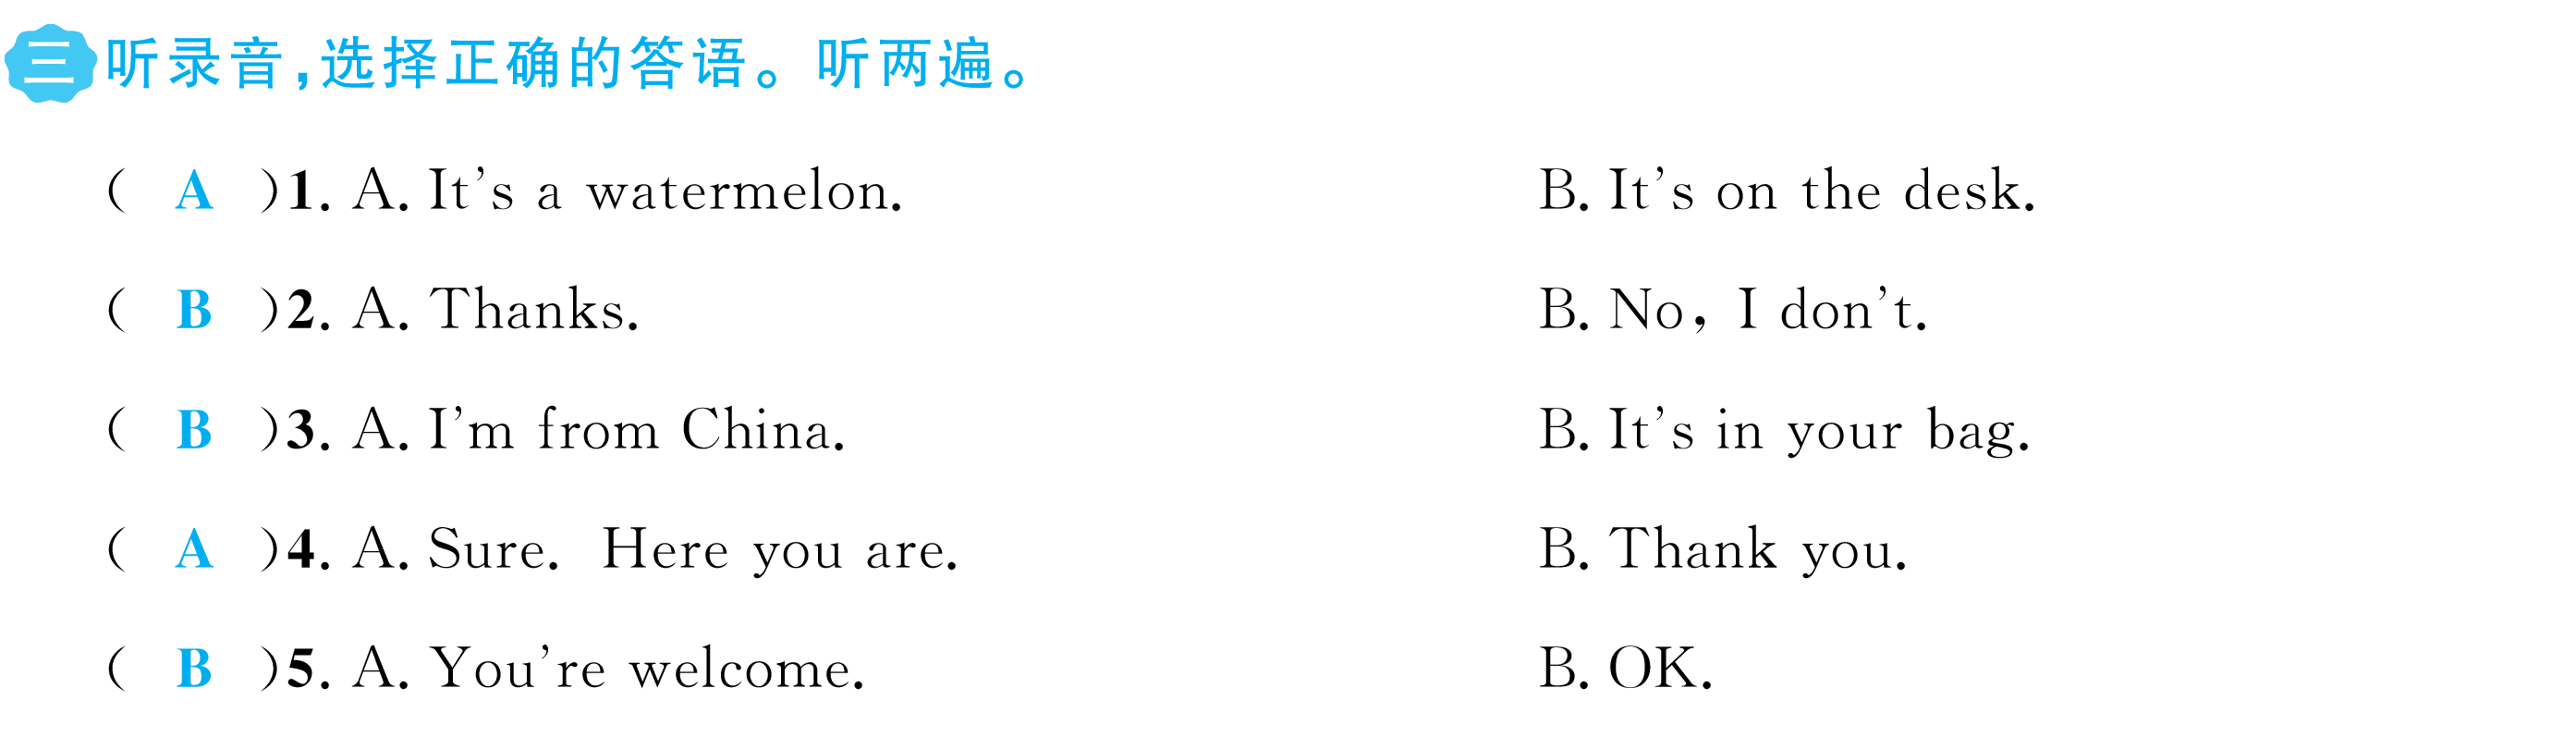 三 听录音,选择正确的答语。听两遍。
( A )1. A. It's a watermelon. B. It's on the desk.
( B )2. A. Thanks. B. No, I don't.
( B )3. A. I'm from China. B. It's in your bag.
( A )4. A. Sure. Here you are. B. Thank you.
( B )5. A. You're welcome. B. OK.